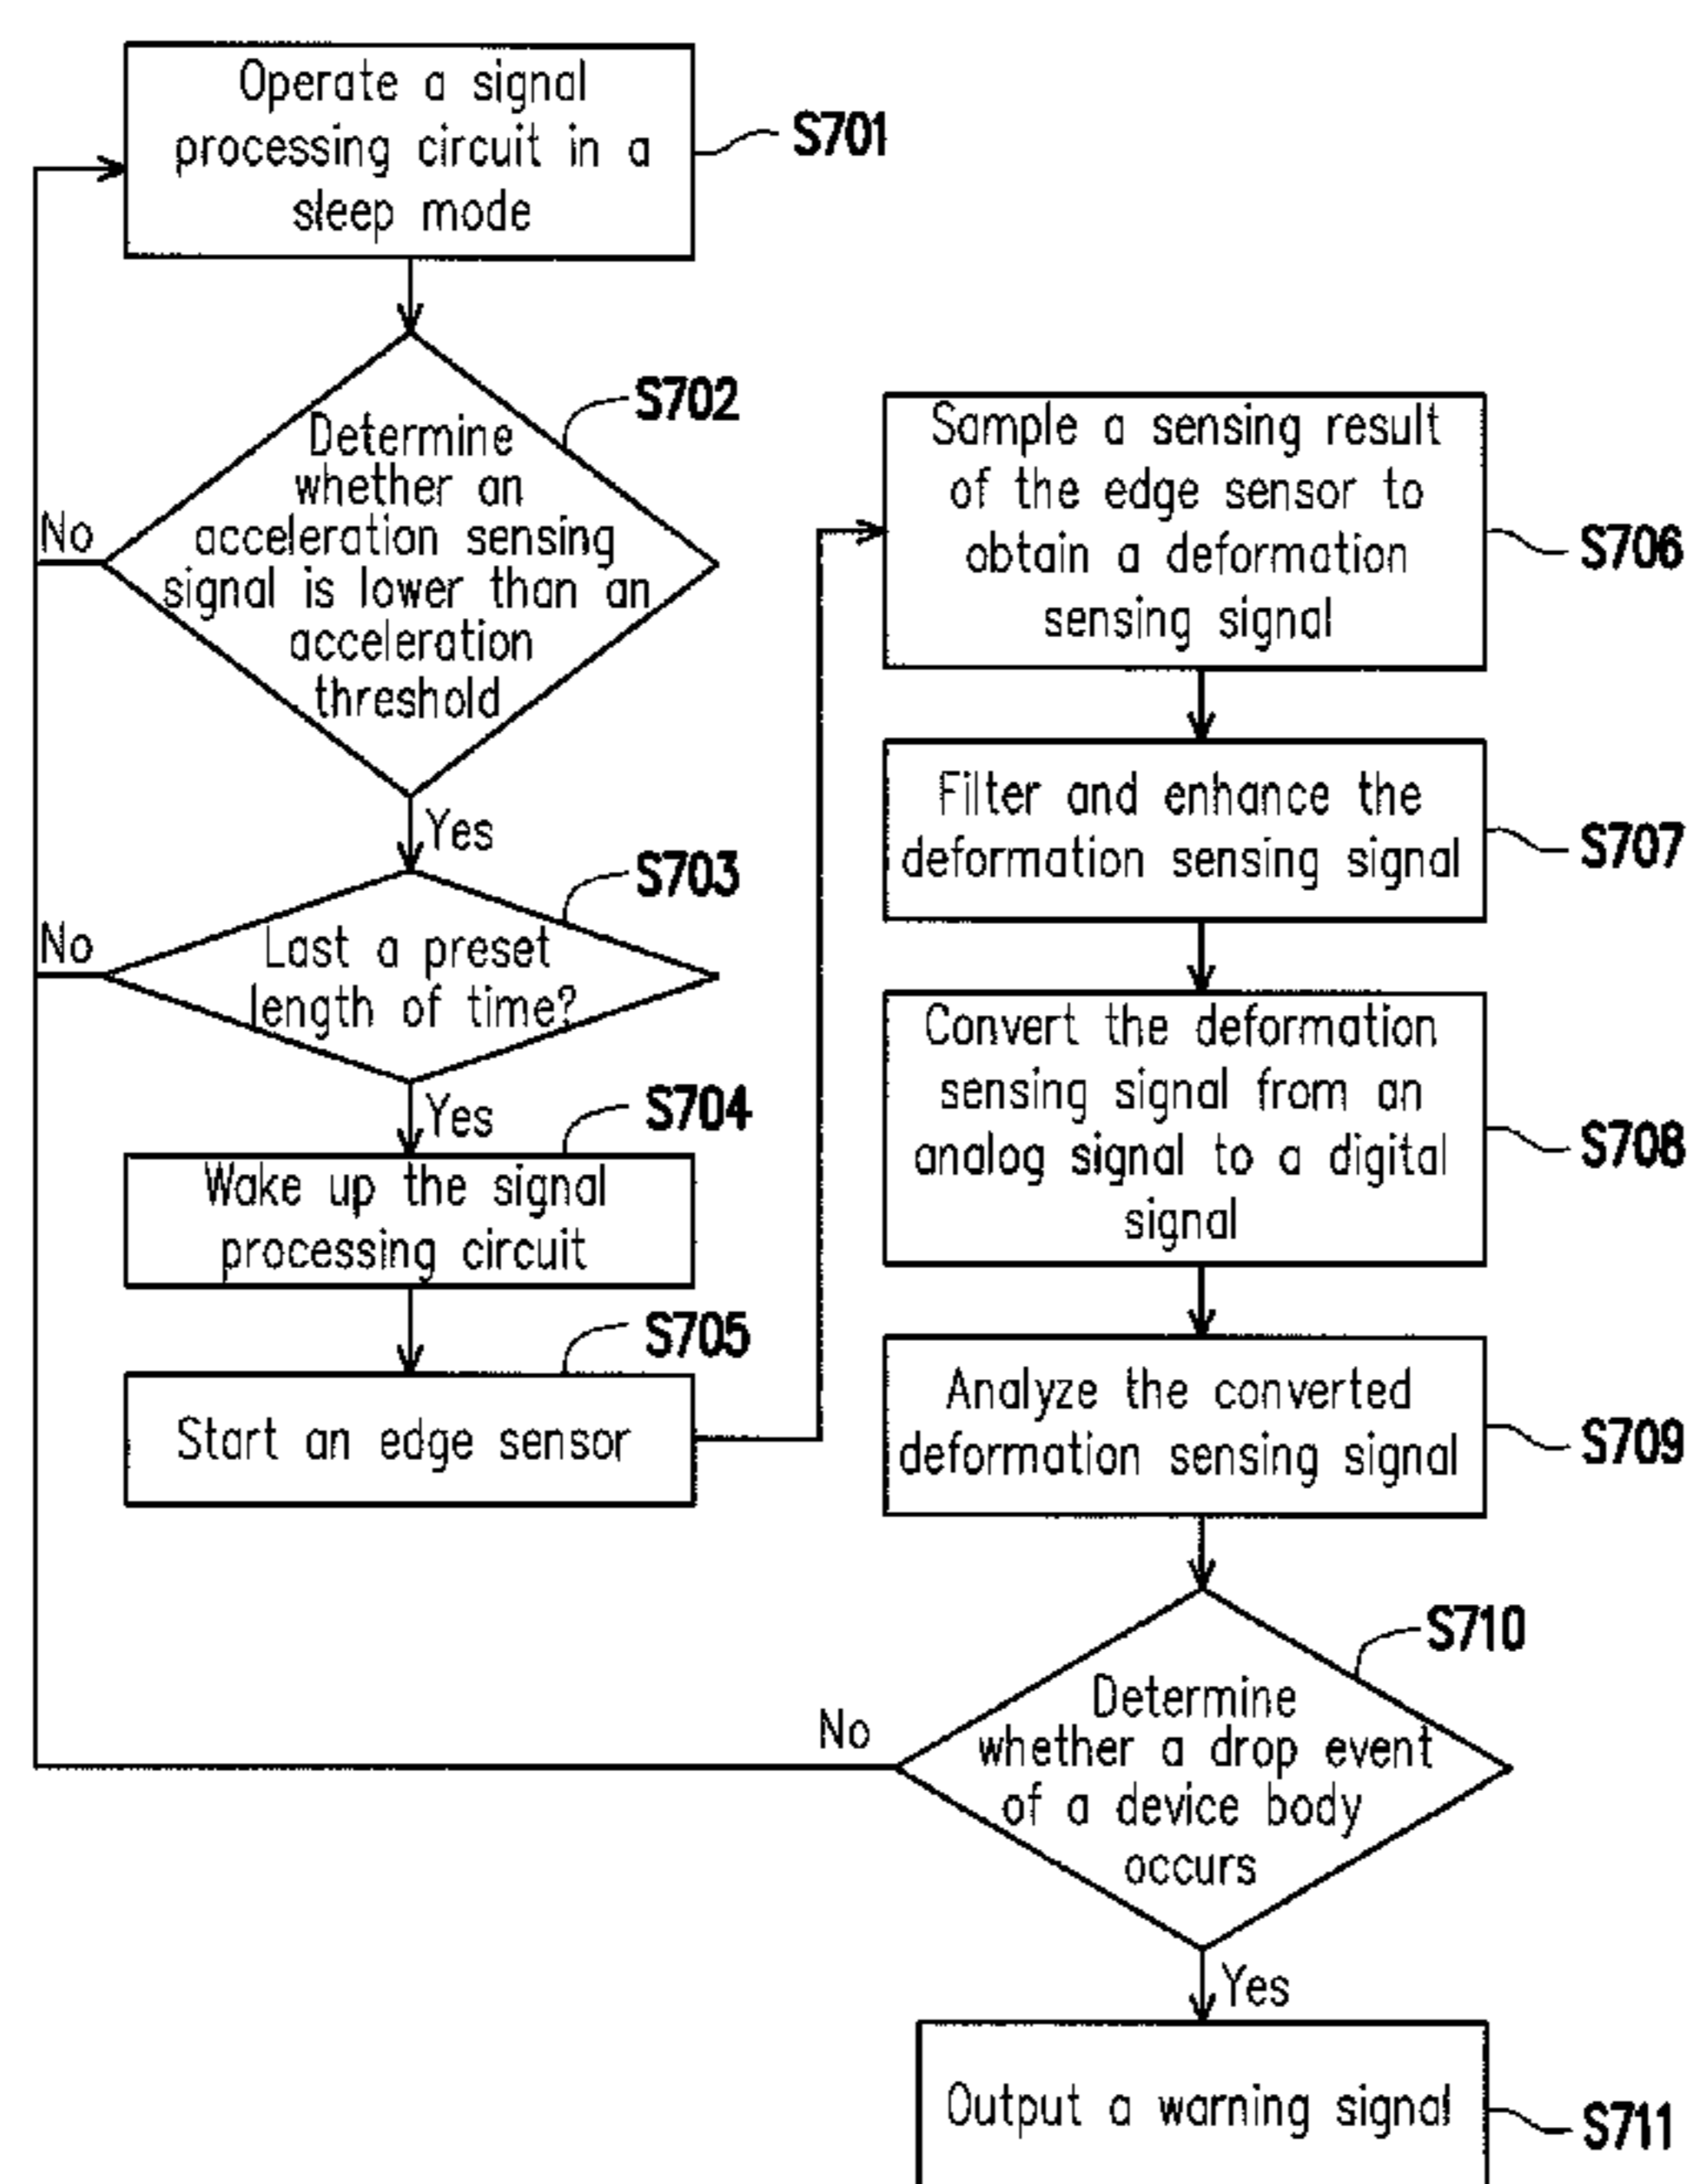 Operate a signal
processing circuit in a
sleep mode
S701
Determine
whether an
acceleration sensing
signal is lower than an
acceleration
threshold
S702
No
Yes
Last a preset
length of time?
S703
No
Yes
Wake up the signal
processing circuit
S704
Start an edge sensor
S705
Sample a sensing result
of the edge sensor to
obtain a deformation
sensing signal
S706
Filter and enhance the
deformation sensing signal
S707
Convert the deformation
sensing signal from an
analog signal to a digital
signal
S708
Analyze the converted
deformation sensing signal
S709
Determine
whether a drop event
of a device body
occurs
S710
No
Yes
Output a warning signal
S711